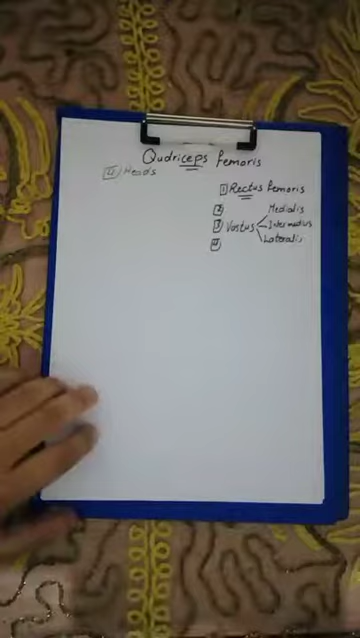 Qudriceps Femoris
4 Heads
1 Rectus Femoris
2 Medialis
3 Vastus Intermedius
4 Lateralis